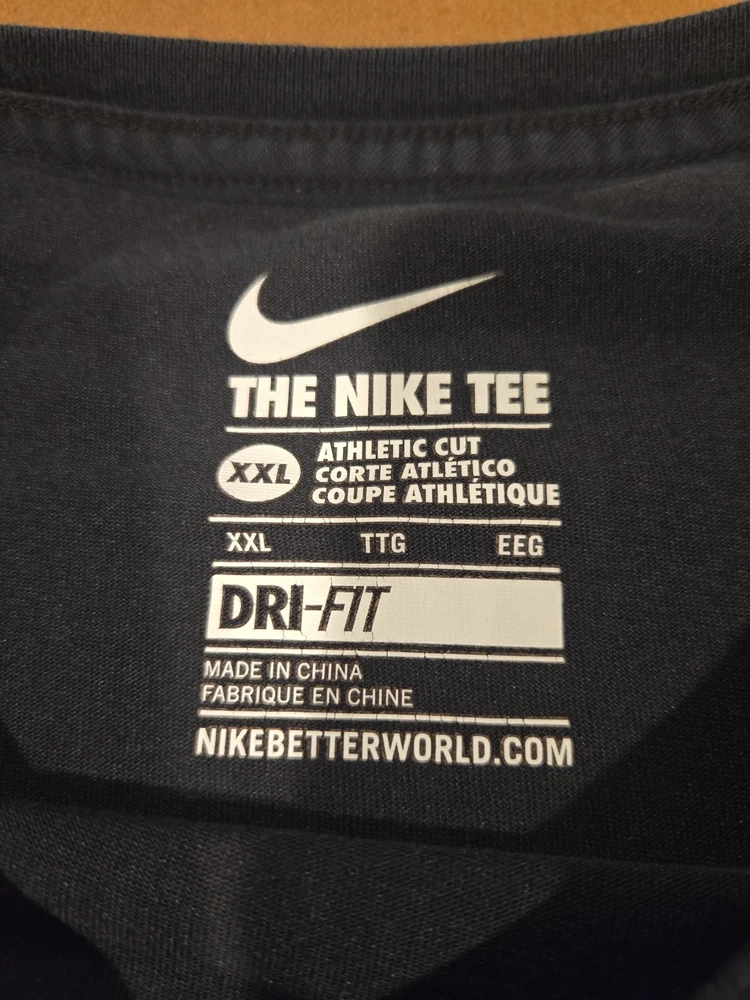 THE NIKE TEE
XXL
ATHLETIC CUT
CORTE ATLÉTICO
COUPE ATHLÉTIQUE
XXL TTG EEG
DRI-FIT
MADE IN CHINA
FABRIQUE EN CHINE
NIKEBETTERWORLD.COM